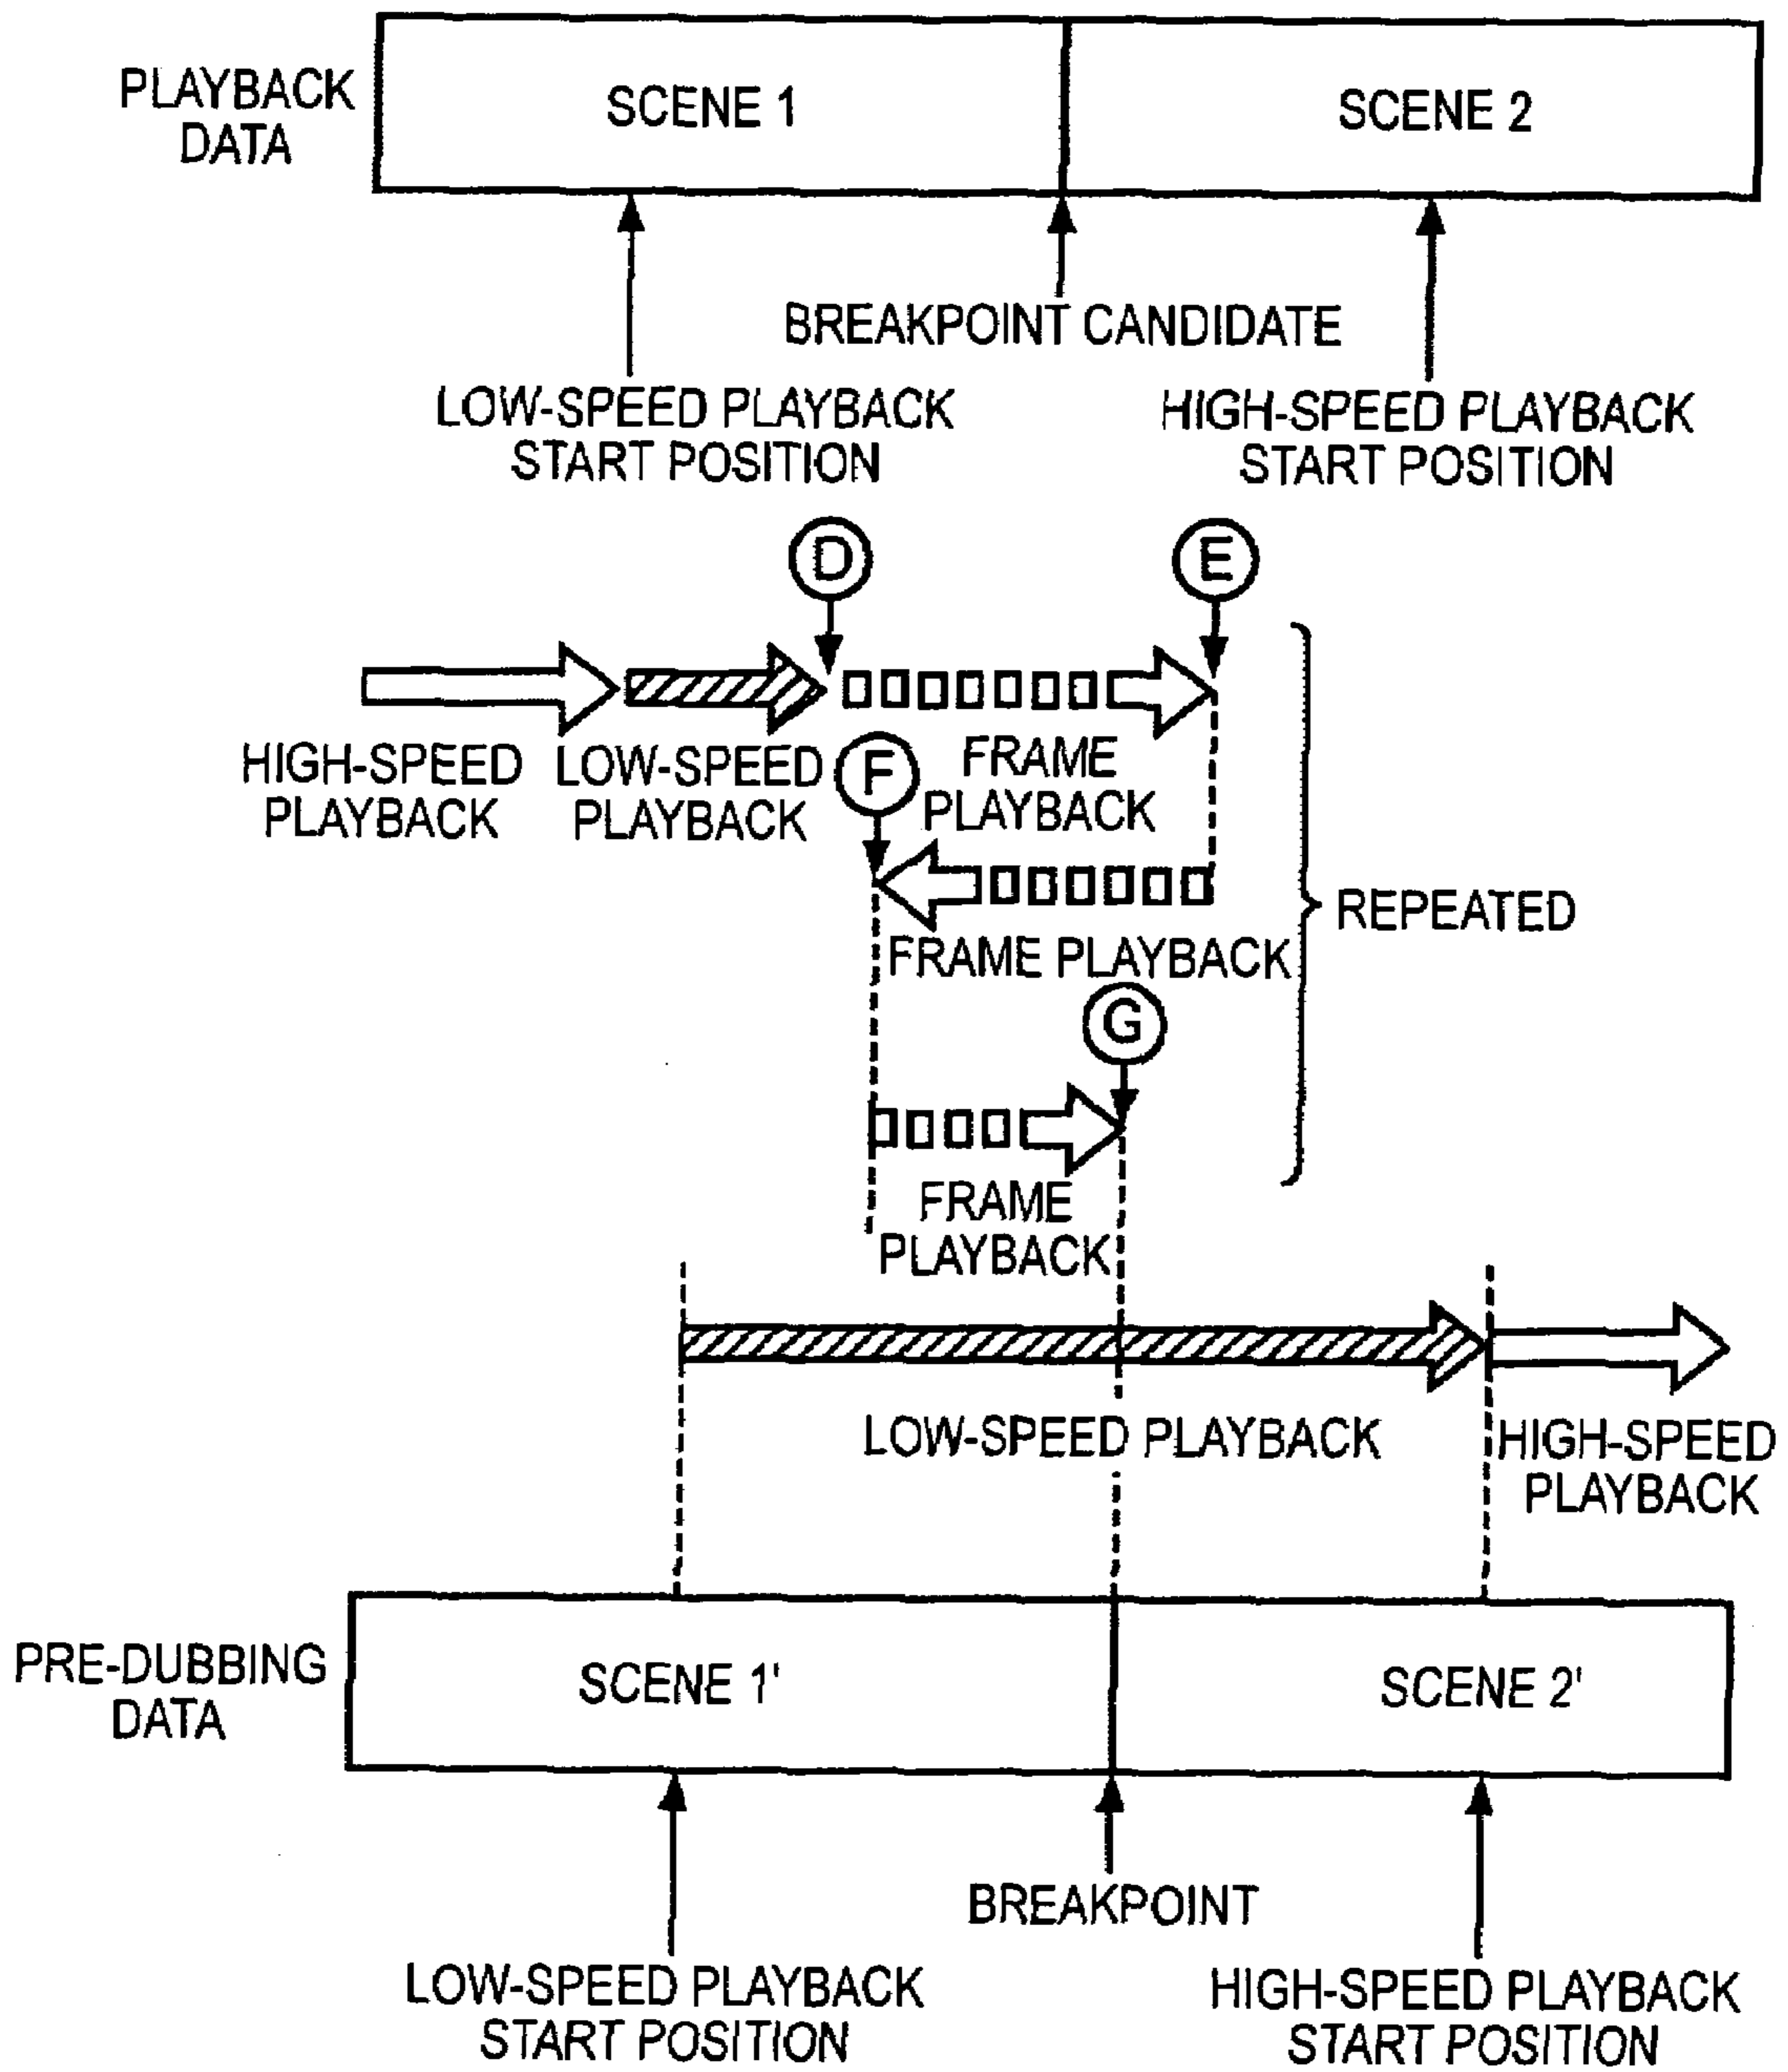 PLAYBACK
DATA
SCENE 1
SCENE 2
BREAKPOINT CANDIDATE
LOW-SPEED PLAYBACK
START POSITION
HIGH-SPEED PLAYBACK
START POSITION
D
E
HIGH-SPEED
PLAYBACK
LOW-SPEED
PLAYBACK
F
FRAME
PLAYBACK
REPEATED
FRAME PLAYBACK
G
FRAME
PLAYBACK
LOW-SPEED PLAYBACK
HIGH-SPEED
PLAYBACK
PRE-DUBBING
DATA
SCENE 1'
SCENE 2'
BREAKPOINT
LOW-SPEED PLAYBACK
START POSITION
HIGH-SPEED PLAYBACK
START POSITION